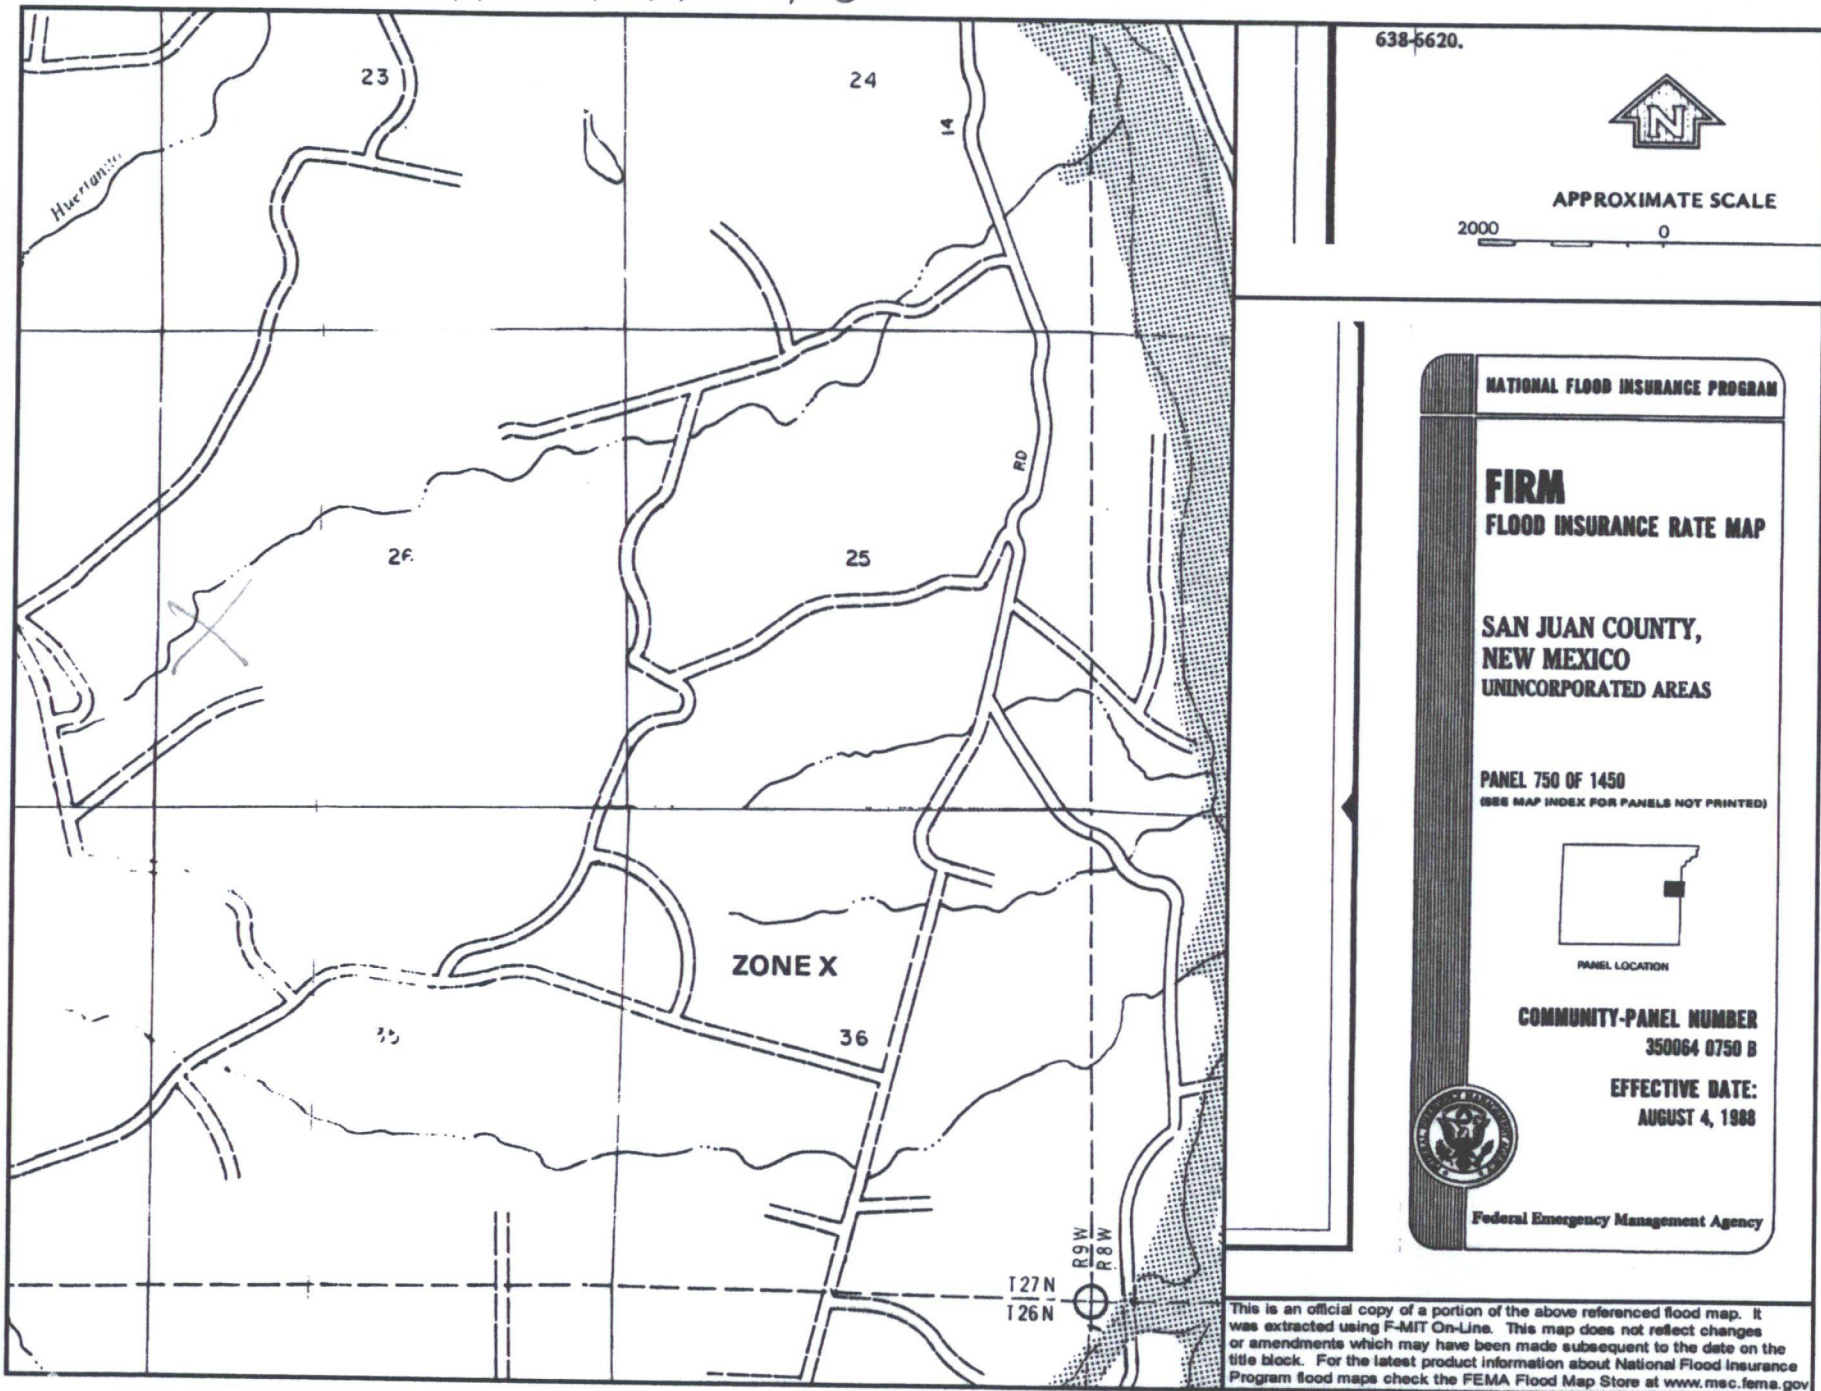 23
24
14
Huerfanito
RD
26
25
ZONE X
35
36
R9W
R8W
T27N
T26N
638-6620.
N
APPROXIMATE SCALE
2000 0
NATIONAL FLOOD INSURANCE PROGRAM
FIRM
FLOOD INSURANCE RATE MAP
SAN JUAN COUNTY,
NEW MEXICO
UNINCORPORATED AREAS
PANEL 750 OF 1450
(SEE MAP INDEX FOR PANELS NOT PRINTED)
PANEL LOCATION
COMMUNITY-PANEL NUMBER
350064 0750 B
EFFECTIVE DATE:
AUGUST 4, 1988
Federal Emergency Management Agency
This is an official copy of a portion of the above referenced flood map. It
was extracted using F-MIT On-Line. This map does not reflect changes
or amendments which may have been made subsequent to the date on the
title block. For the latest product information about National Flood Insurance
Program flood maps check the FEMA Flood Map Store at www.msc.fema.gov